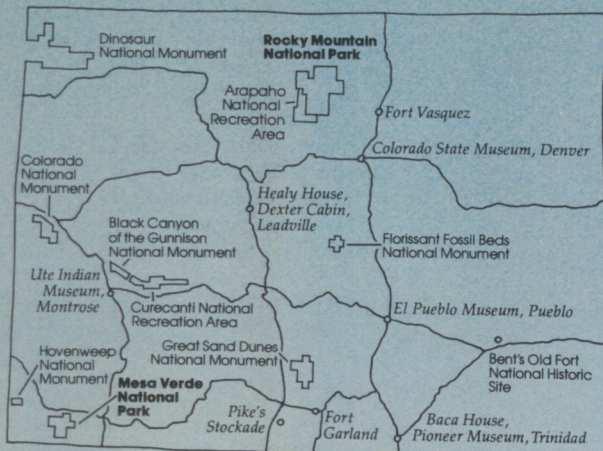 Dinosaur
National Monument
Rocky Mountain
National Park
Arapaho
National
Recreation
Area
Fort Vasquez
Colorado State Museum, Denver
Colorado
National
Monument
Healy House,
Dexter Cabin,
Leadville
Black Canyon
of the Gunnison
National Monument
Florissant Fossil Beds
National Monument
Ute Indian
Museum,
Montrose
Curecanti National
Recreation Area
El Pueblo Museum, Pueblo
Great Sand Dunes
National Monument
Hovenweep
National
Monument
Bent's Old Fort
National Historic
Site
Mesa Verde
National
Park
Pike's
Stockade
Fort
Garland
Baca House,
Pioneer Museum, Trinidad